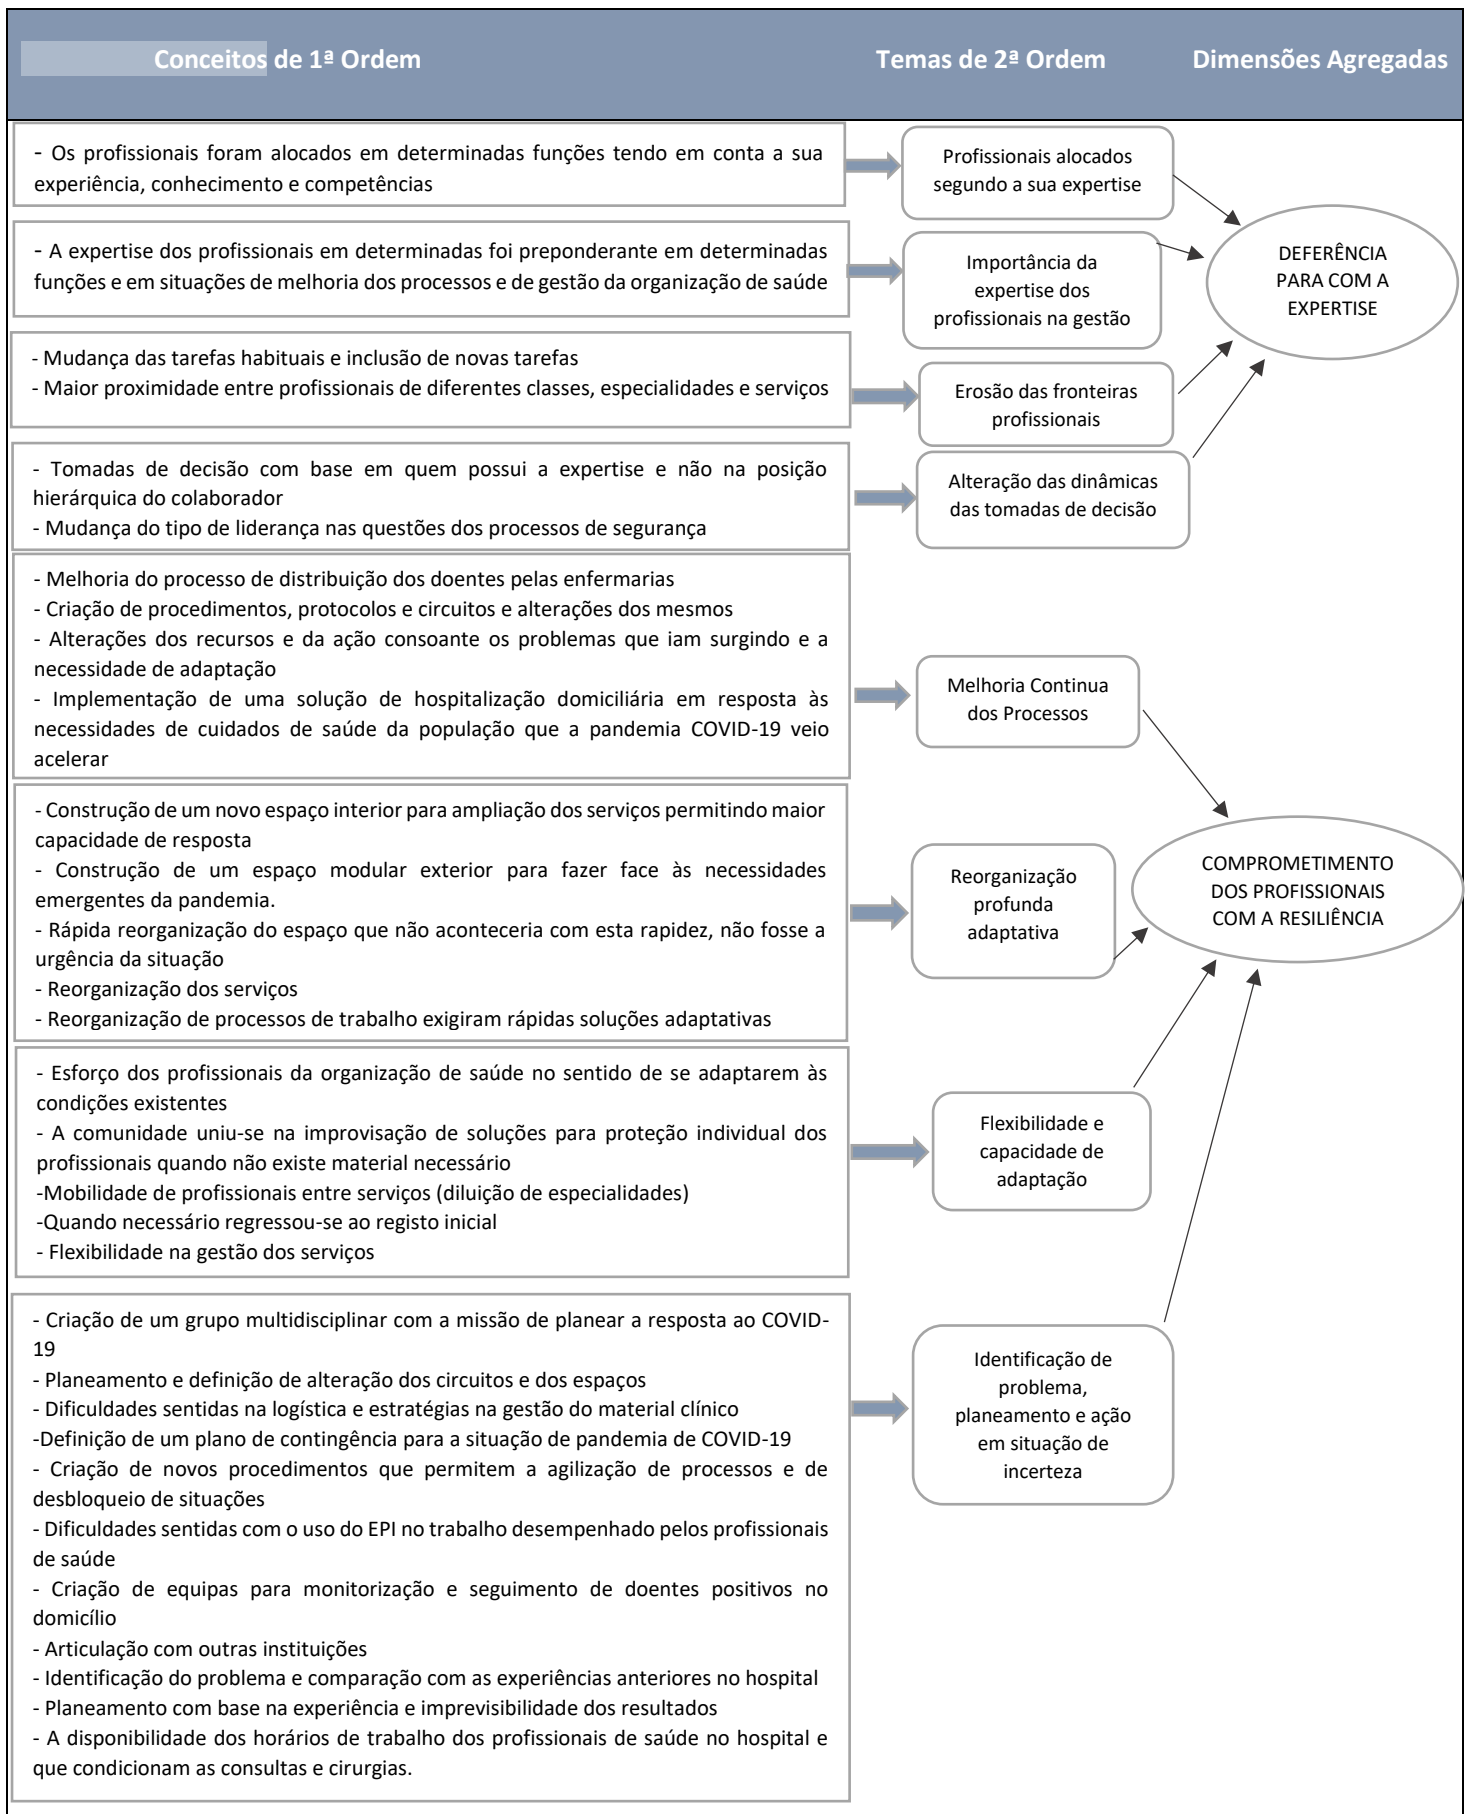 Conceitos de 1ª Ordem
Temas de 2ª Ordem
Dimensões Agregadas
- Os profissionais foram alocados em determinadas funções tendo em conta a sua
experiência, conhecimento e competências
Profissionais alocados
segundo a sua expertise
- A expertise dos profissionais em determinadas foi preponderante em determinadas
funções e em situações de melhoria dos processos e de gestão da organização de saúde
Importância da
expertise dos
profissionais na gestão
DEFERÊNCIA
PARA COM A
EXPERTISE
- Mudança das tarefas habituais e inclusão de novas tarefas
- Maior proximidade entre profissionais de diferentes classes, especialidades e serviços
Erosão das fronteiras
profissionais
- Tomadas de decisão com base em quem possui a expertise e não na posição
hierárquica do colaborador
- Mudança do tipo de liderança nas questões dos processos de segurança
Alteração das dinâmicas
das tomadas de decisão
- Melhoria do processo de distribuição dos doentes pelas enfermarias
- Criação de procedimentos, protocolos e circuitos e alterações dos mesmos
- Alterações dos recursos e da ação consoante os problemas que iam surgindo e a
necessidade de adaptação
- Implementação de uma solução de hospitalização domiciliária em resposta às
necessidades de cuidados de saúde da população que a pandemia COVID-19 veio
acelerar
Melhoria Continua
dos Processos
- Construção de um novo espaço interior para ampliação dos serviços permitindo maior
capacidade de resposta
- Construção de um espaço modular exterior para fazer face às necessidades
emergentes da pandemia.
- Rápida reorganização do espaço que não aconteceria com esta rapidez, não fosse a
urgência da situação
- Reorganização dos serviços
- Reorganização de processos de trabalho exigiram rápidas soluções adaptativas
Reorganização
profunda
adaptativa
COMPROMETIMENTO
DOS PROFISSIONAIS
COM A RESILIÊNCIA
- Esforço dos profissionais da organização de saúde no sentido de se adaptarem às
condições existentes
- A comunidade uniu-se na improvisação de soluções para proteção individual dos
profissionais quando não existe material necessário
-Mobilidade de profissionais entre serviços (diluição de especialidades)
-Quando necessário regressou-se ao registo inicial
- Flexibilidade na gestão dos serviços
Flexibilidade e
capacidade de
adaptação
- Criação de um grupo multidisciplinar com a missão de planear a resposta ao COVID-
19
- Planeamento e definição de alteração dos circuitos e dos espaços
- Dificuldades sentidas na logística e estratégias na gestão do material clínico
-Definição de um plano de contingência para a situação de pandemia de COVID-19
- Criação de novos procedimentos que permitem a agilização de processos e de
desbloqueio de situações
- Dificuldades sentidas com o uso do EPI no trabalho desempenhado pelos profissionais
de saúde
- Criação de equipas para monitorização e seguimento de doentes positivos no
domicílio
- Articulação com outras instituições
- Identificação do problema e comparação com as experiências anteriores no hospital
- Planeamento com base na experiência e imprevisibilidade dos resultados
- A disponibilidade dos horários de trabalho dos profissionais de saúde no hospital e
que condicionam as consultas e cirurgias.
Identificação de
problema,
planeamento e ação
em situação de
incerteza